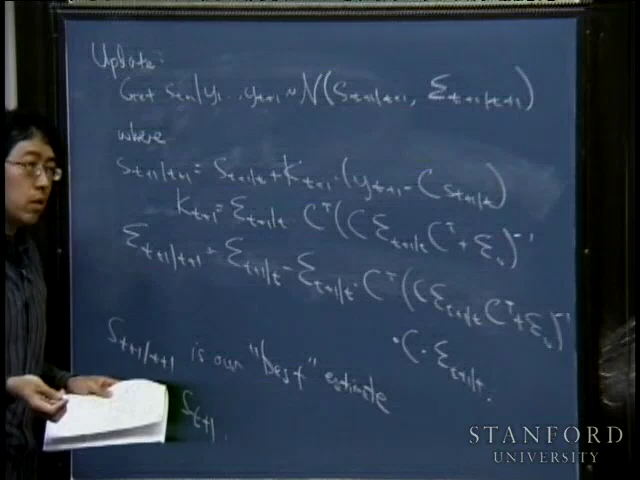 Update:
Get s_{t+1}|y_1...y_{t+1} ~ N(s_{t+1|t+1}, Σ_{t+1|t+1})
where
s_{t+1|t+1} = s_{t+1|t} + K_{t+1}·(y_{t+1} - C s_{t+1|t})
K_{t+1} = Σ_{t+1|t} C^T (C Σ_{t+1|t} C^T + Σ_v)^{-1}
Σ_{t+1|t+1} = Σ_{t+1|t} - Σ_{t+1|t}·C^T (C Σ_{t+1|t} C^T + Σ_v)^{-1}
·C·Σ_{t+1|t}.
s_{t+1|t+1} is our "best" estimate
s_{t+1}.
STANFORD
UNIVERSITY